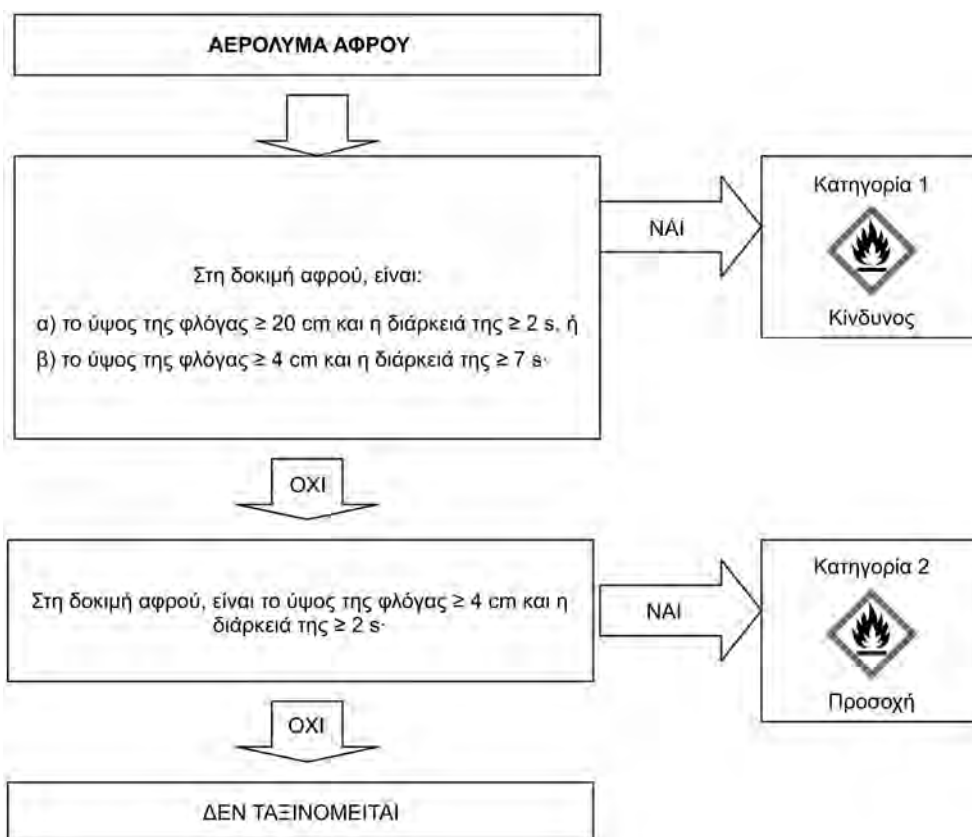 ΑΕΡΟΛΥΜΑ ΑΦΡΟΥ
Στη δοκιμή αφρού, είναι:
α) το ύψος της φλόγας ≥ 20 cm και η διάρκειά της ≥ 2 s, ή
β) το ύψος της φλόγας ≥ 4 cm και η διάρκειά της ≥ 7 s·
ΝΑΙ
Κατηγορία 1
Κίνδυνος
ΟΧΙ
Στη δοκιμή αφρού, είναι το ύψος της φλόγας ≥ 4 cm και η
διάρκειά της ≥ 2 s·
ΝΑΙ
Κατηγορία 2
Προσοχή
ΟΧΙ
ΔΕΝ ΤΑΞΙΝΟΜΕΙΤΑΙ